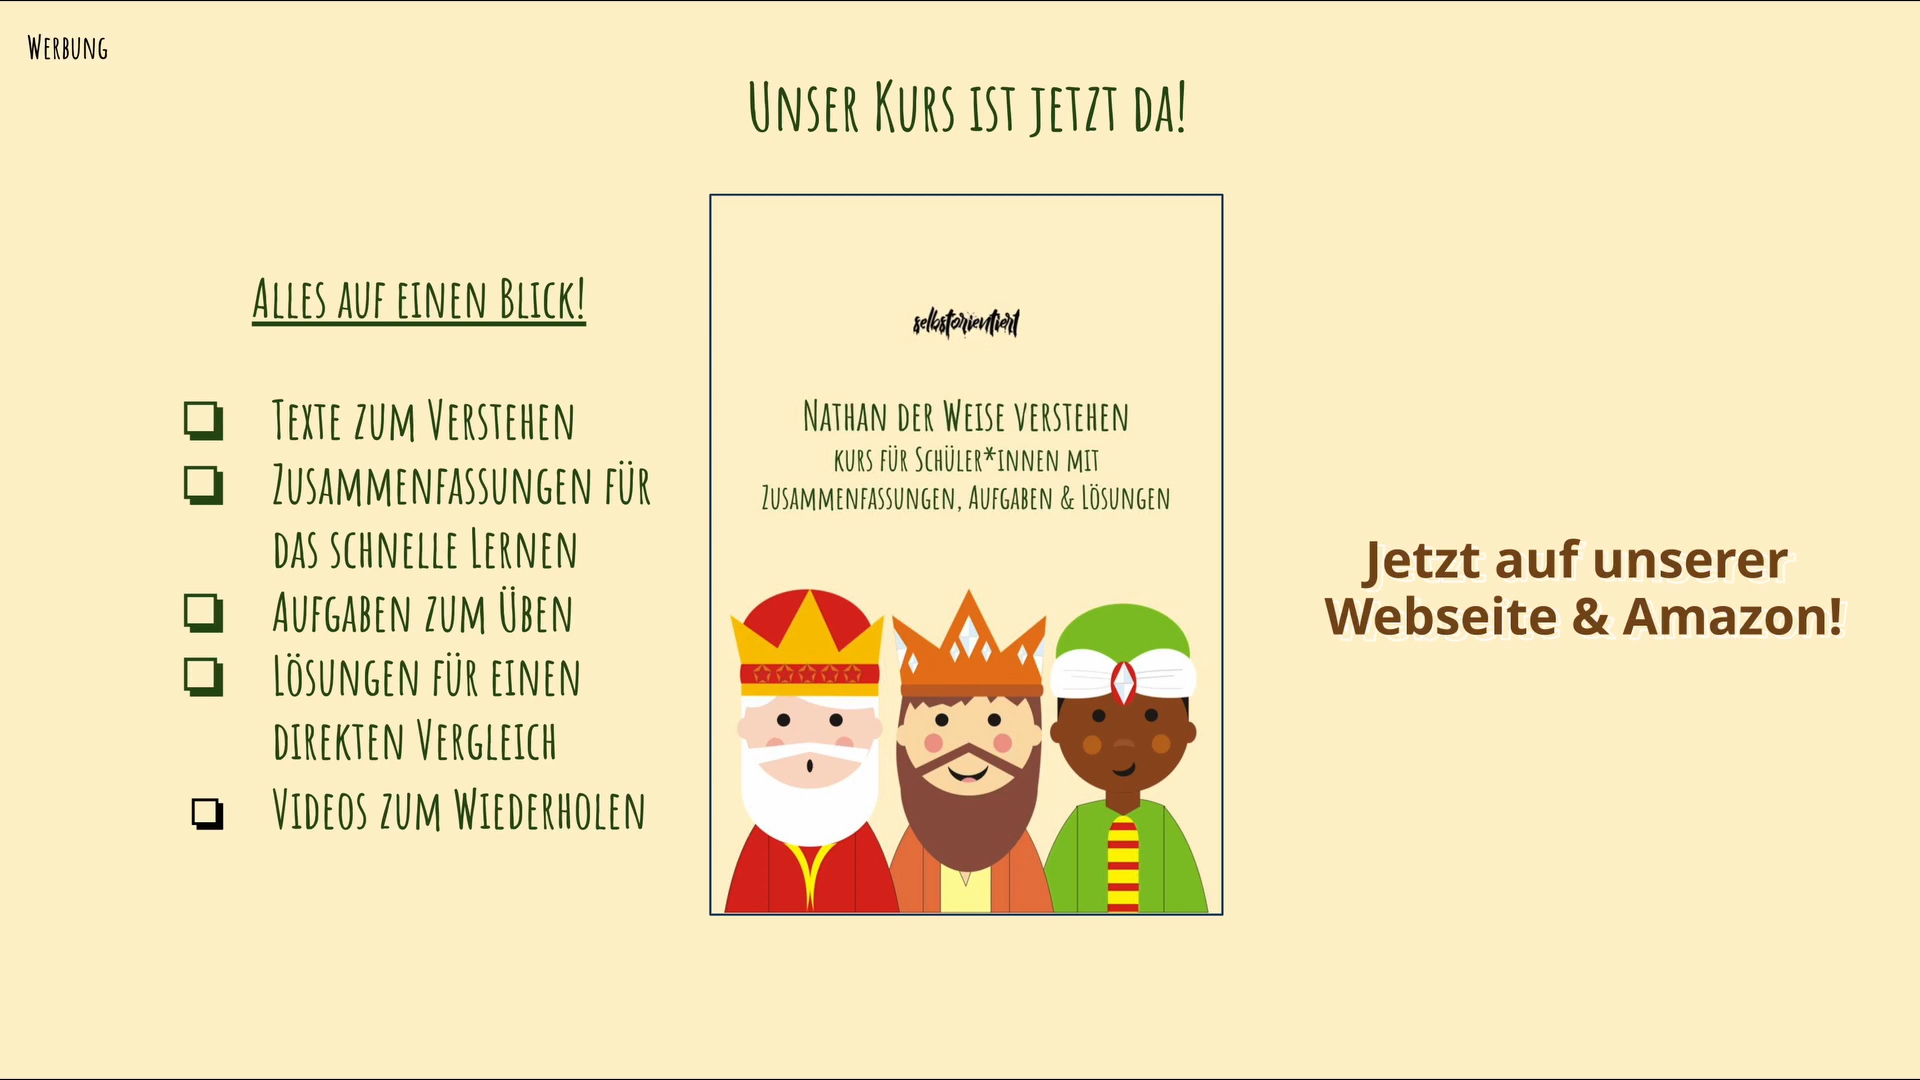 Werbung
Unser Kurs ist jetzt da!
Alles auf einen Blick!
Texte zum Verstehen
Zusammenfassungen für
das schnelle Lernen
Aufgaben zum Üben
Lösungen für einen
direkten Vergleich
Videos zum Wiederholen
selbstorientiert
Nathan der Weise verstehen
kurs für Schüler*innen mit
Zusammenfassungen, Aufgaben & Lösungen
Jetzt auf unserer
Webseite & Amazon!